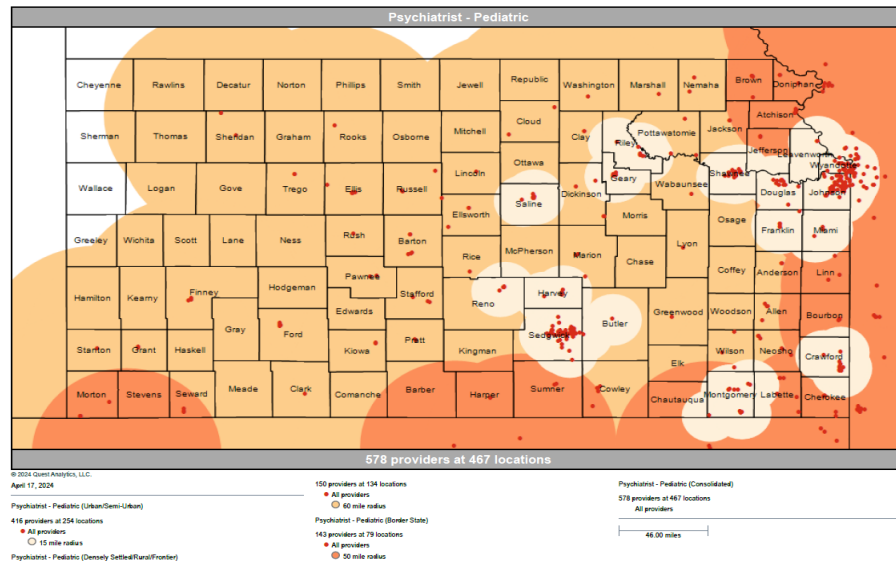 Psychiatrist - Pediatric
Cheyenne Rawlins Decatur Norton Phillips Smith Jewell Republic Washington Marshall Nemaha Brown Doniphan
Sherman Thomas Sheridan Graham Rooks Osborne Mitchell Cloud Clay Riley Pottawatomie Jackson Atchison
Jefferson Leavenworth Wyandotte
Wallace Logan Gove Trego Ellis Russell Lincoln Ottawa Saline Dickinson Geary Wabaunsee Shawnee Douglas Johnson
Greeley Wichita Scott Lane Ness Rush Barton Ellsworth McPherson Marion Morris Chase Lyon Osage Franklin Miami
Hamilton Kearny Finney Hodgeman Pawnee Stafford Rice Reno Harvey Butler Greenwood Coffey Anderson Linn
Gray Ford Edwards Woodson Allen Bourbon
Stanton Grant Haskell Kiowa Pratt Kingman Sedgwick Elk Wilson Neosho Crawford
Morton Stevens Seward Meade Clark Comanche Barber Harper Sumner Cowley Chautauqua Montgomery Labette Cherokee
578 providers at 467 locations
© 2024 Quest Analytics, LLC.
April 17, 2024
Psychiatrist - Pediatric (Urban/Semi-Urban)
416 providers at 254 locations
All providers
15 mile radius
Psychiatrist - Pediatric (Densely Settled/Rural/Frontier)
150 providers at 134 locations
All providers
60 mile radius
Psychiatrist - Pediatric (Border State)
143 providers at 79 locations
All providers
50 mile radius
Psychiatrist - Pediatric (Consolidated)
578 providers at 467 locations
All providers
46.00 miles